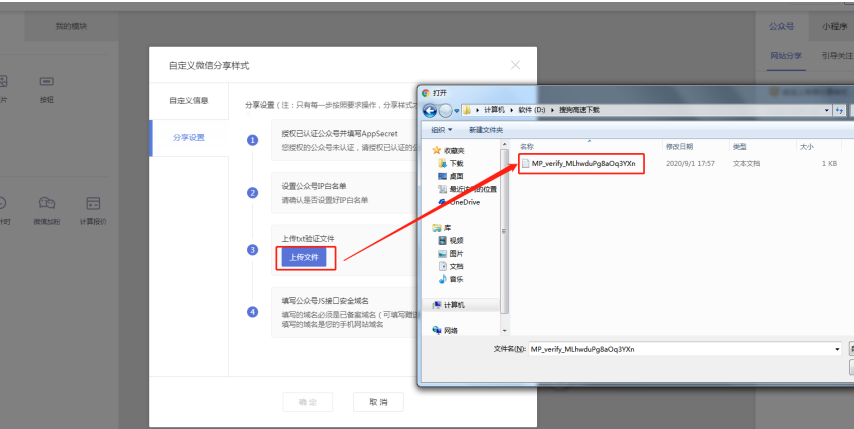 我的模块
公众号
小程序
网站分享
引导关注
片
按钮
微信加粉
计算报价
自定义微信分享样式
自定义信息
分享设置
分享设置（注：只有每一步按照要求操作，分享样式
1
授权已认证公众号并填写AppSecret
您授权的公众号未认证，请授权已认证的
2
设置公众号IP白名单
请确认是否设置好IP白名单
3
上传txt验证文件
上传文件
4
填写公众号JS接口安全域名
填写的域名必须是已备案域名（可填写
填写的域名是您的手机网站域名
确定
取消
打开
计算机
软件 (D:)
搜狗高速下载
组织
新建文件夹
名称
修改日期
类型
大小
收藏夹
下载
桌面
最近访问的位置
OneDrive
库
视频
图片
文档
音乐
计算机
网络
MP_verify_MLhwduPgBaOq3YXn
2020/9/1 17:57
文本文档
1 KB
文件名(N):
MP_verify_MLhwduPgBaOq3YXn